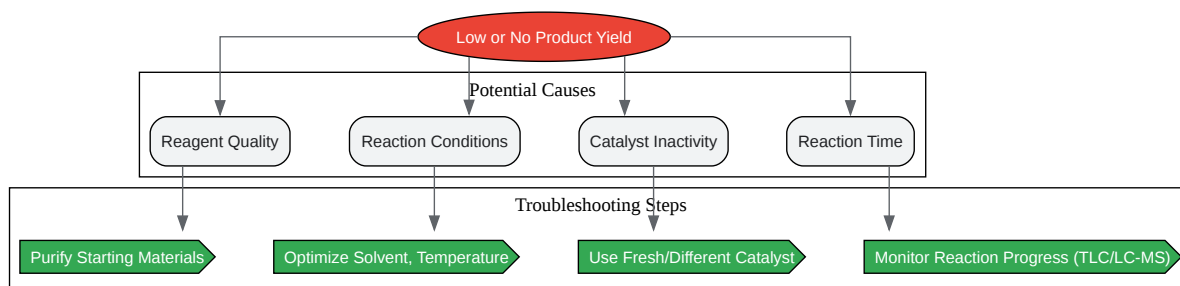 Low or No Product Yield
Potential Causes
Reagent Quality
Reaction Conditions
Catalyst Inactivity
Reaction Time
Troubleshooting Steps
Purify Starting Materials
Optimize Solvent, Temperature
Use Fresh/Different Catalyst
Monitor Reaction Progress (TLC/LC-MS)